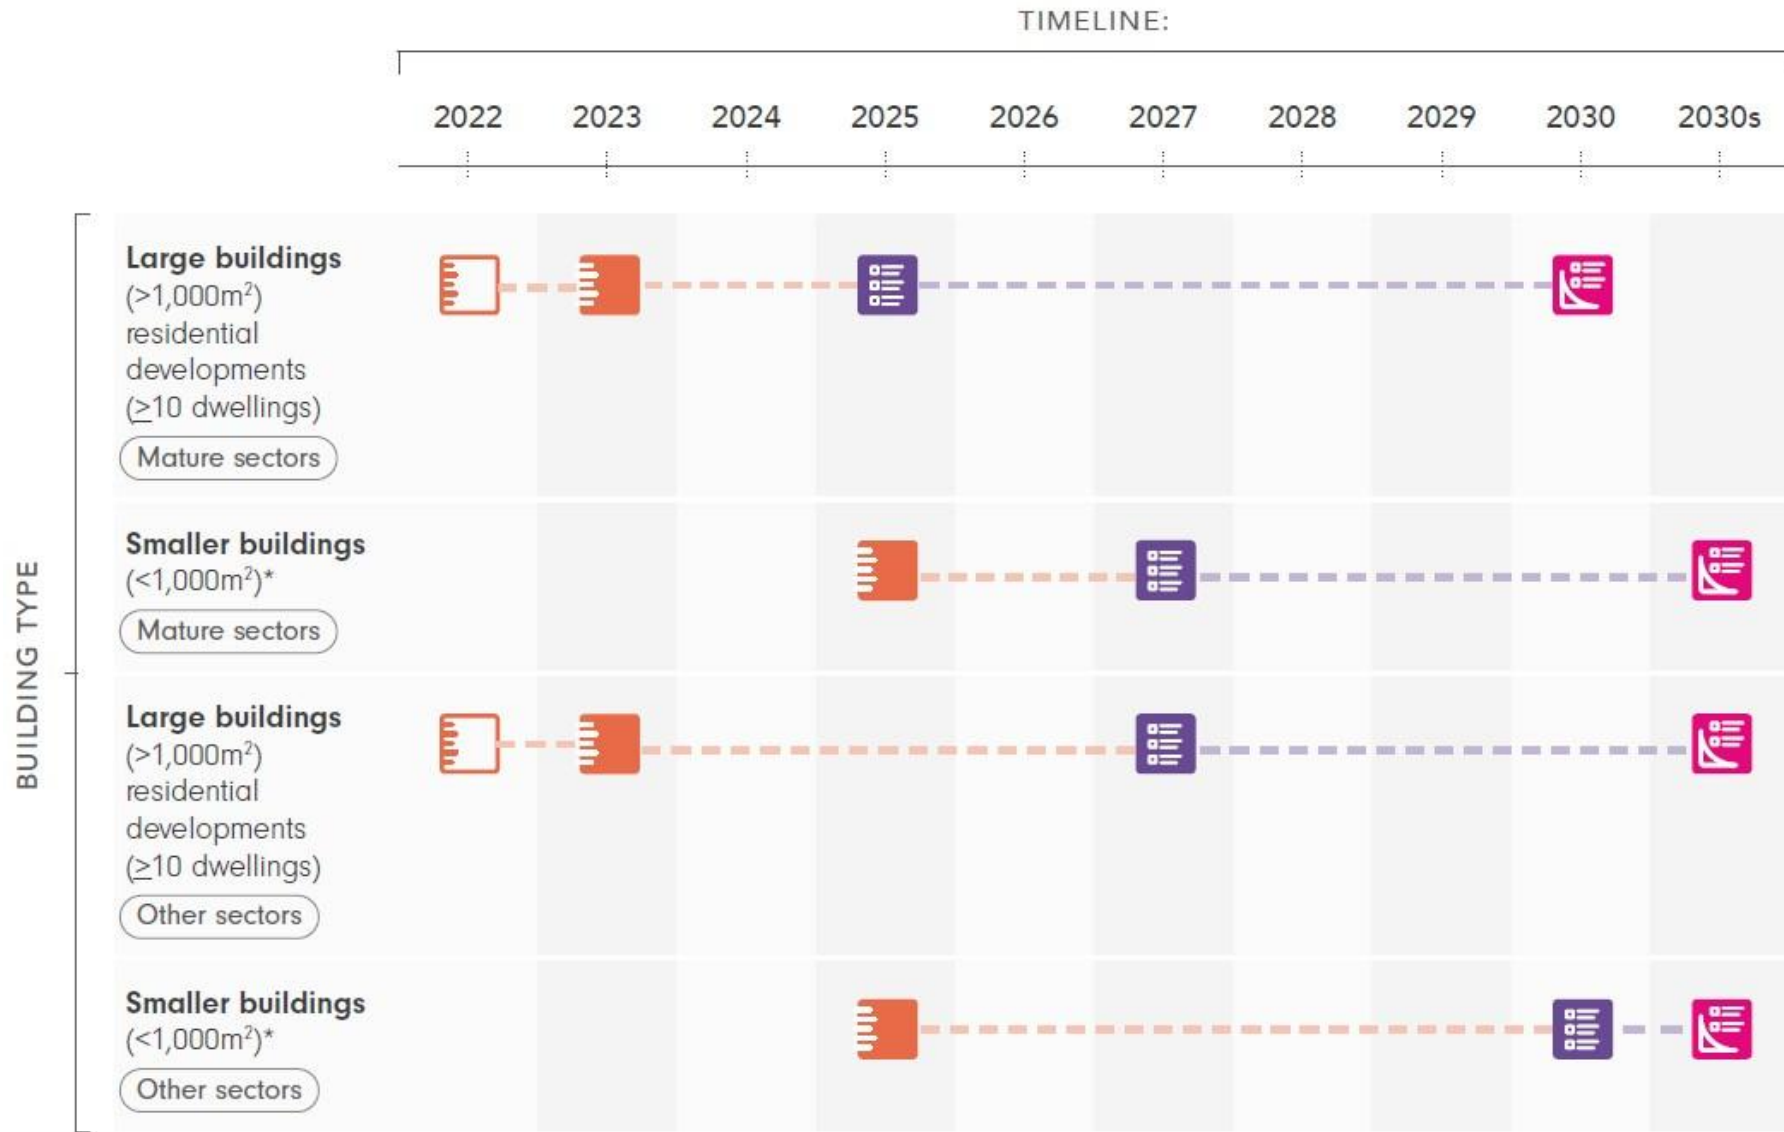 TIMELINE:
2022 2023 2024 2025 2026 2027 2028 2029 2030 2030s
BUILDING TYPE
Large buildings
(>1,000m²)
residential
developments
(≥10 dwellings)
Mature sectors
Smaller buildings
(<1,000m²)*
Mature sectors
Large buildings
(>1,000m²)
residential
developments
(≥10 dwellings)
Other sectors
Smaller buildings
(<1,000m²)*
Other sectors